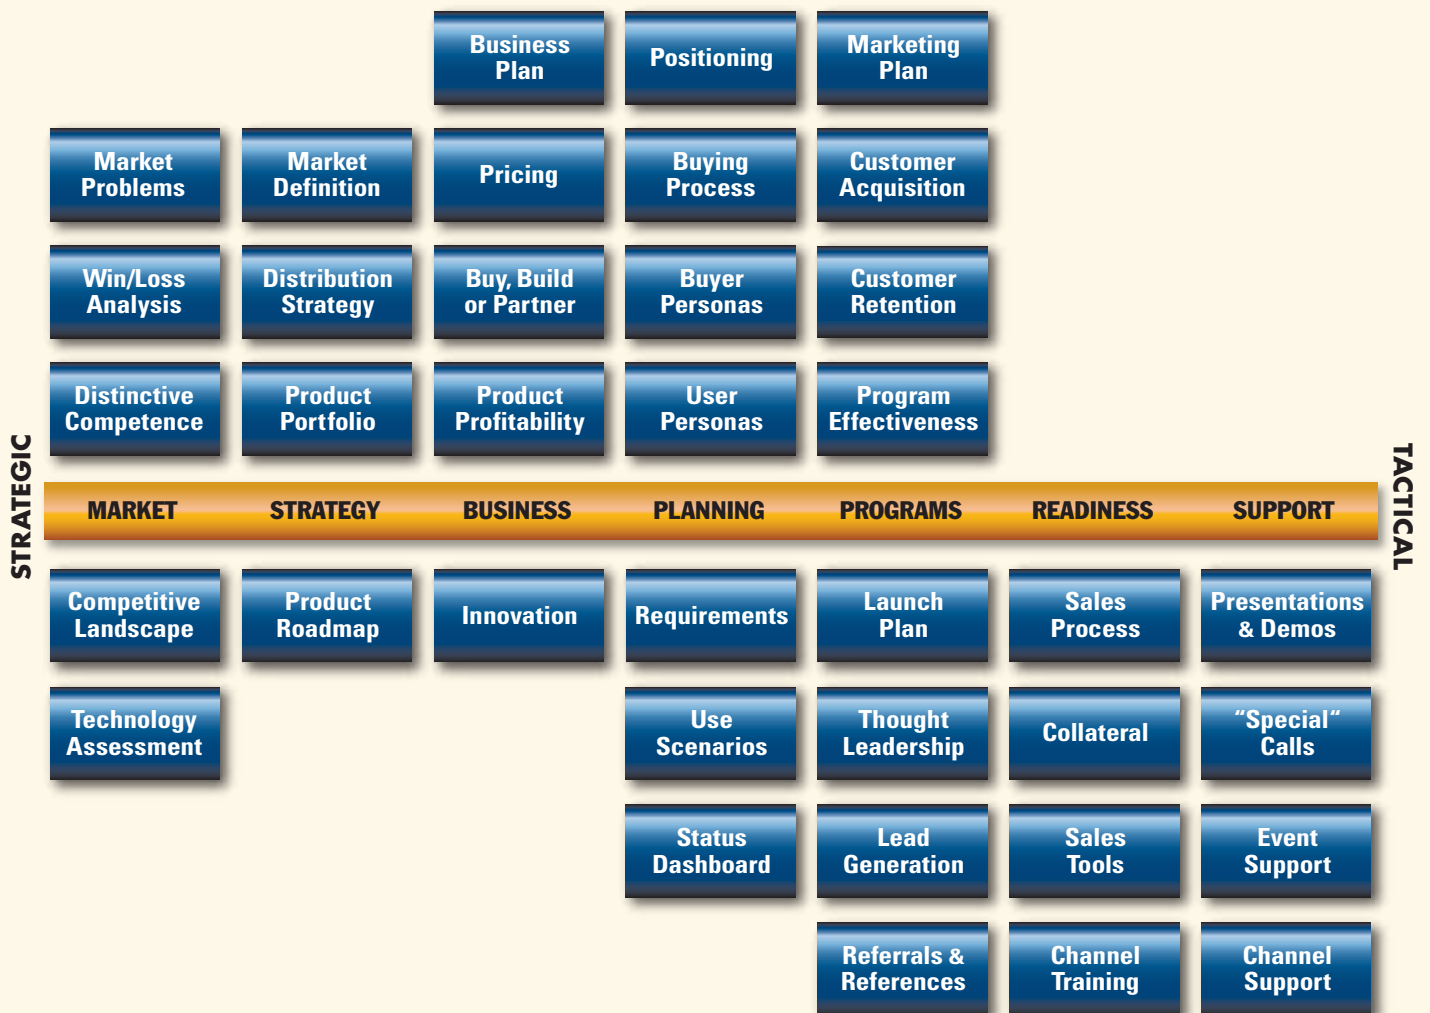 Business
Plan
Positioning
Marketing
Plan
Market
Problems
Market
Definition
Pricing
Buying
Process
Customer
Acquisition
Win/Loss
Analysis
Distribution
Strategy
Buy, Build
or Partner
Buyer
Personas
Customer
Retention
Distinctive
Competence
Product
Portfolio
Product
Profitability
User
Personas
Program
Effectiveness
STRATEGIC
MARKET
STRATEGY
BUSINESS
PLANNING
PROGRAMS
READINESS
SUPPORT
TACTICAL
Competitive
Landscape
Product
Roadmap
Innovation
Requirements
Launch
Plan
Sales
Process
Presentations
& Demos
Technology
Assessment
Use
Scenarios
Thought
Leadership
Collateral
“Special“
Calls
Status
Dashboard
Lead
Generation
Sales
Tools
Event
Support
Referrals &
References
Channel
Training
Channel
Support